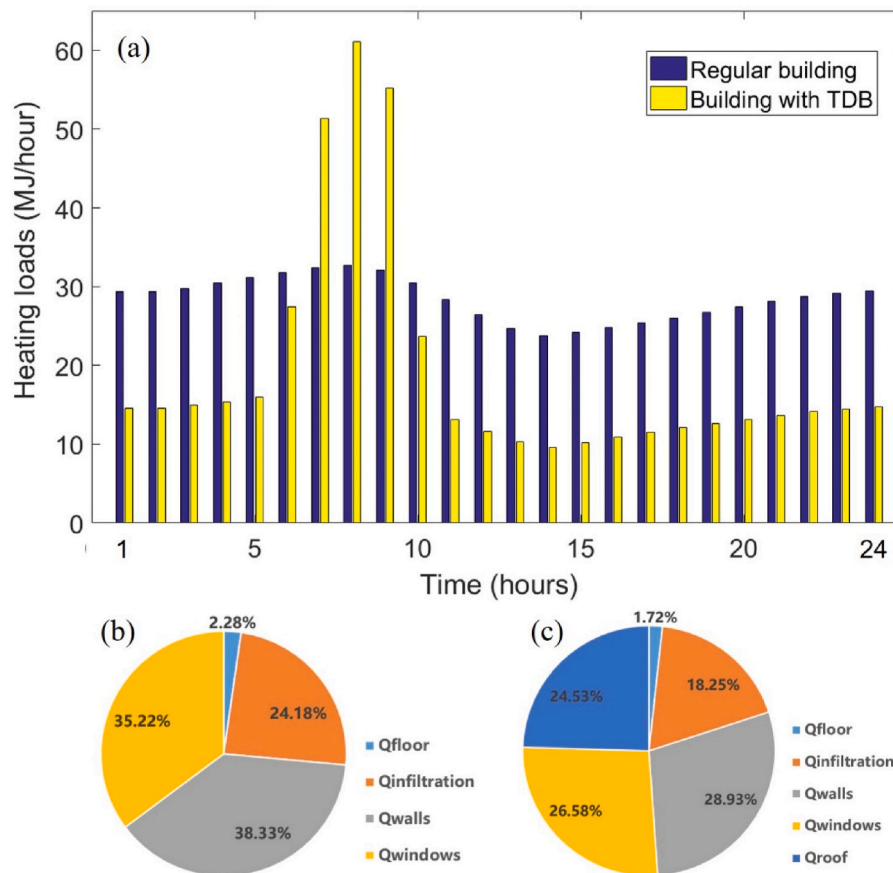 (a)
Regular building
Building with TDB
Heating loads (MJ/hour)
60
50
40
30
20
10
0
1 5 10 15 20 24
Time (hours)
(b)
2.28%
24.18%
38.33%
35.22%
Qfloor
Qinfiltration
Qwalls
Qwindows
(c)
1.72%
18.25%
28.93%
26.58%
24.53%
Qfloor
Qinfiltration
Qwalls
Qwindows
Qroof